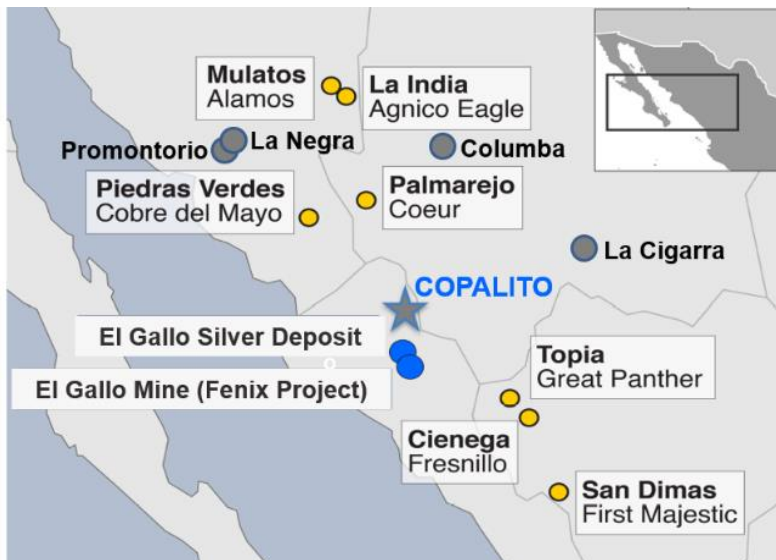 Mulatos
Alamos
La India
Agnico Eagle
La Negra
Promontorio
Columba
Piedras Verdes
Cobre del Mayo
Palmarejo
Coeur
La Cigarra
COPALITO
El Gallo Silver Deposit
El Gallo Mine (Fenix Project)
Topia
Great Panther
Cienega
Fresnillo
San Dimas
First Majestic